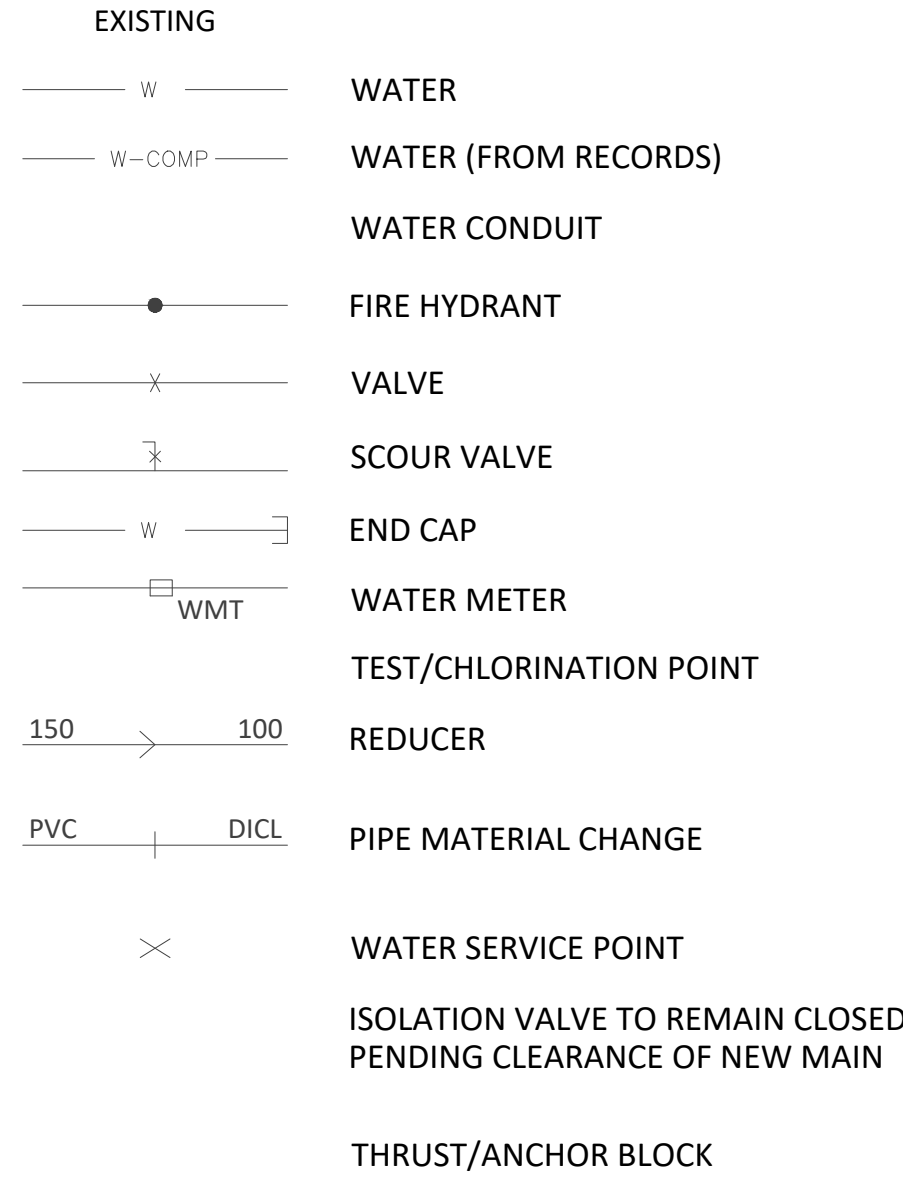 EXISTING
W WATER
W-COMP WATER (FROM RECORDS)
WATER CONDUIT
FIRE HYDRANT
VALVE
SCOUR VALVE
W END CAP
WMT WATER METER
TEST/CHLORINATION POINT
150 100 REDUCER
PVC DICL PIPE MATERIAL CHANGE
WATER SERVICE POINT
ISOLATION VALVE TO REMAIN CLOSED
PENDING CLEARANCE OF NEW MAIN
THRUST/ANCHOR BLOCK